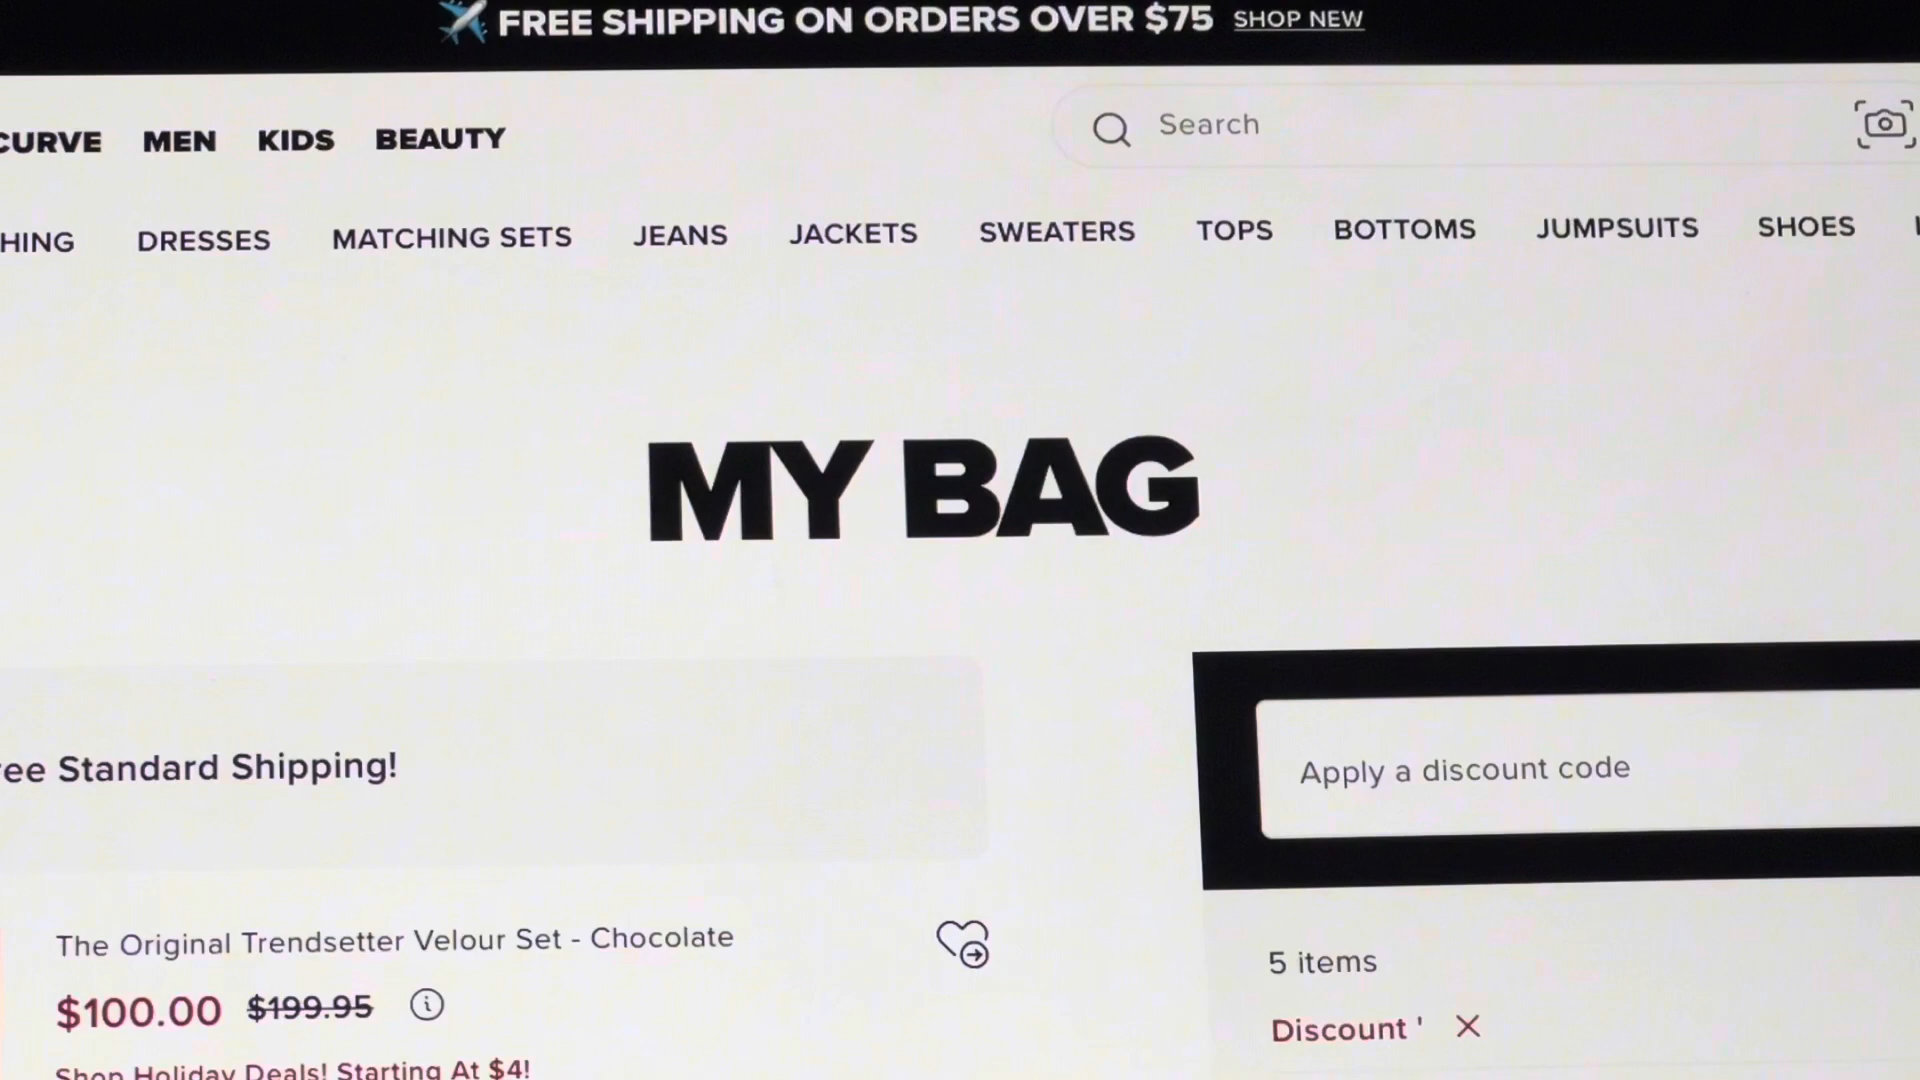 FREE SHIPPING ON ORDERS OVER $75 SHOP NEW
CURVE MEN KIDS BEAUTY
Search
HING DRESSES MATCHING SETS JEANS JACKETS SWEATERS TOPS BOTTOMS JUMPSUITS SHOES
MY BAG
ree Standard Shipping!
Apply a discount code
The Original Trendsetter Velour Set - Chocolate
$100.00 $199.95
Shop Holiday Deals! Starting At $4!
5 items
Discount '